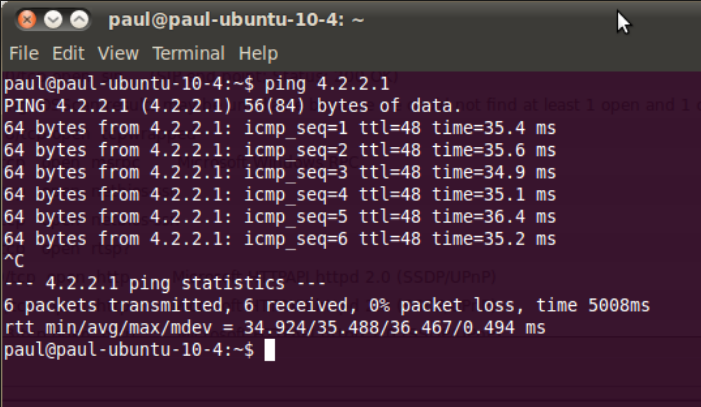 paul@paul-ubuntu-10-4: ~
File Edit View Terminal Help
paul@paul-ubuntu-10-4:~$ ping 4.2.2.1
PING 4.2.2.1 (4.2.2.1) 56(84) bytes of data.
64 bytes from 4.2.2.1: icmp_seq=1 ttl=48 time=35.4 ms
64 bytes from 4.2.2.1: icmp_seq=2 ttl=48 time=35.6 ms
64 bytes from 4.2.2.1: icmp_seq=3 ttl=48 time=34.9 ms
64 bytes from 4.2.2.1: icmp_seq=4 ttl=48 time=35.1 ms
64 bytes from 4.2.2.1: icmp_seq=5 ttl=48 time=36.4 ms
64 bytes from 4.2.2.1: icmp_seq=6 ttl=48 time=35.2 ms
^C
--- 4.2.2.1 ping statistics ---
6 packets transmitted, 6 received, 0% packet loss, time 5008ms
rtt min/avg/max/mdev = 34.924/35.488/36.467/0.494 ms
paul@paul-ubuntu-10-4:~$